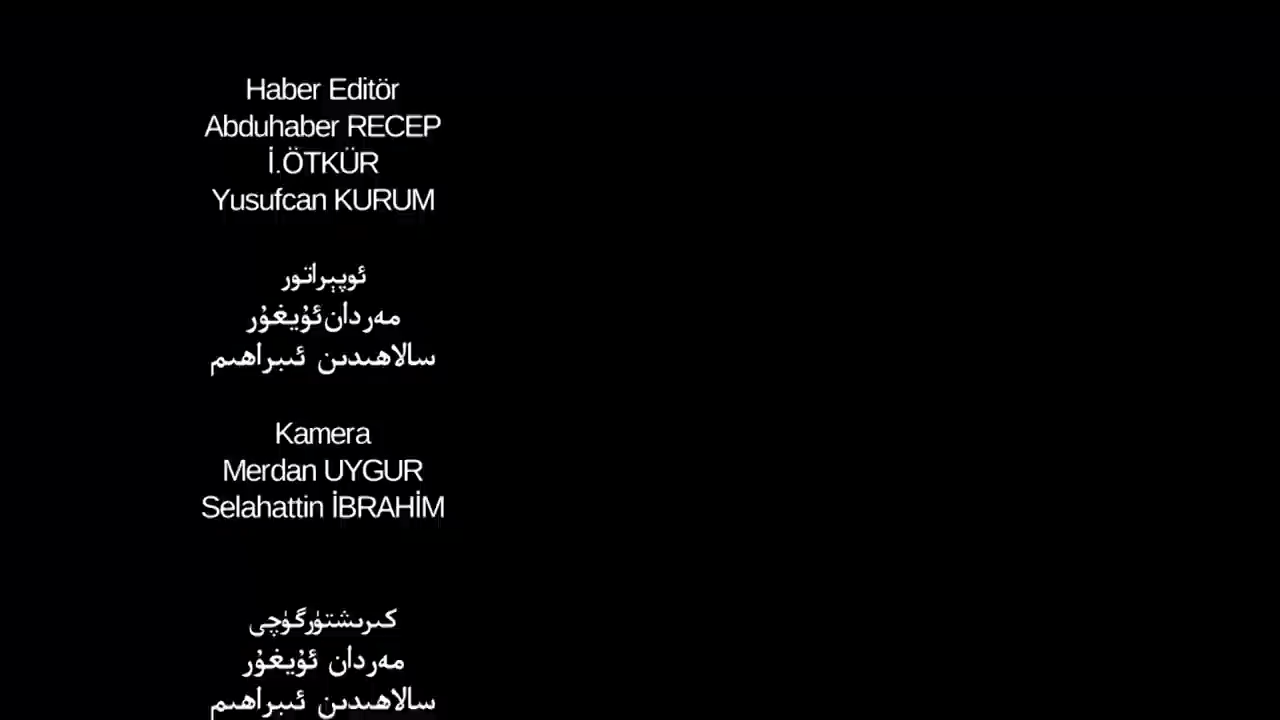 Haber Editör
Abduhaber RECEP
İ.ÖTKÜR
Yusufcan KURUM
ئوپېراتور
مەردان ئۇيغۇر
سالاھىدىن ئىبراھىم
Kamera
Merdan UYGUR
Selahattin İBRAHİM
كىرىشتۈرگۈچى
مەردان ئۇيغۇر
سالاھىدىن ئىبراھىم